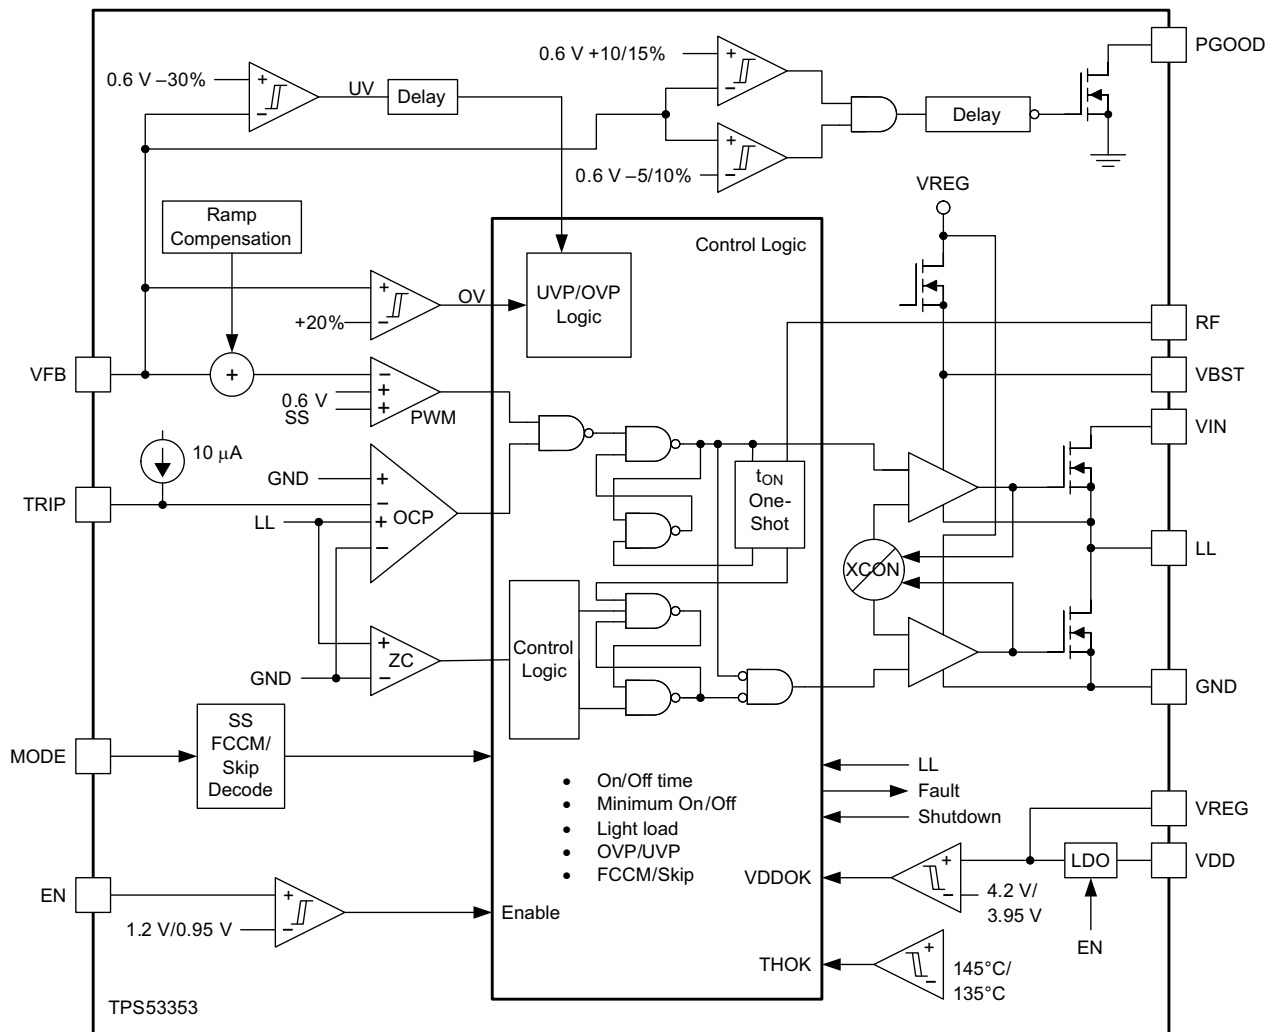 PGOOD
0.6 V +10/15%
+
−
0.6 V –30%
+
−
UV
Delay
Delay
+
−
0.6 V –5/10%
VREG
Ramp
Compensation
Control Logic
UVP/OVP
Logic
+
−
OV
+20%
RF
VFB
+
−
+
+
0.6 V
SS
PWM
VBST
VIN
10 μA
TRIP
GND
+
−
+
−
OCP
LL
tON
One-
Shot
XCON
LL
Control
Logic
+
−
ZC
GND
GND
MODE
SS
FCCM/
Skip
Decode
• On/Off time
• Minimum On/Off
• Light load
• OVP/UVP
• FCCM/Skip
LL
Fault
Shutdown
VREG
LDO
VDD
VDDOK
+
−
4.2 V/
3.95 V
EN
EN
+
−
1.2 V/0.95 V
Enable
THOK
+
−
145°C/
135°C
TPS53353